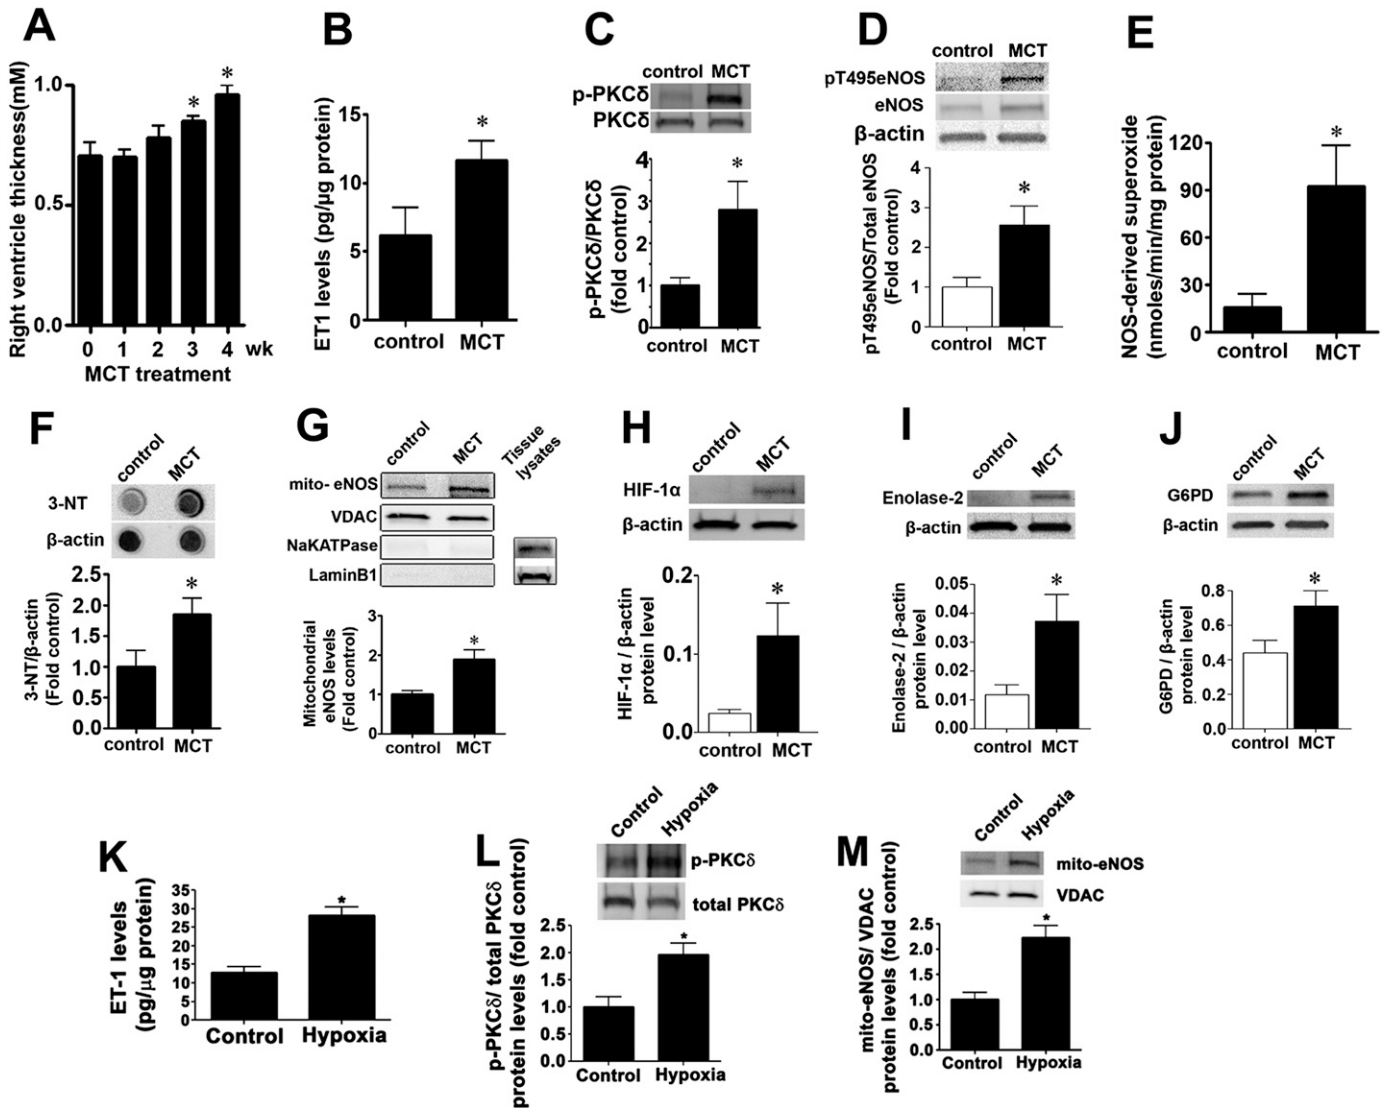 A
Right ventricle thickness(mM)
1.0
0.5
0.0
*
*
0 1 2 3 4 wk
MCT treatment
B
ET1 levels (pg/µg protein)
15
10
5
0
*
control MCT
C
control MCT
p-PKCδ
PKCδ
p-PKCδ/PKCδ
(fold control)
4
3
2
1
0
*
control MCT
D
control MCT
pT495eNOS
eNOS
β-actin
pT495eNOS/Total eNOS
(Fold control)
4
3
2
1
0
*
control MCT
E
NOS-derived superoxide
(nmoles/min/mg protein)
120
90
60
30
0
*
control MCT
F
control MCT
3-NT
β-actin
3-NT/β-actin
(Fold control)
2.5
2.0
1.5
1.0
0.5
0.0
*
control MCT
G
control MCT Tissue
lysates
mito- eNOS
VDAC
NaKATPase
LaminB1
Mitochondrial
eNOS levels
(Fold control)
3
2
1
0
*
control MCT
H
control MCT
HIF-1α
β-actin
HIF-1α / β-actin
protein level
0.2
0.1
0.0
*
control MCT
I
control MCT
Enolase-2
β-actin
Enolase-2 / β-actin
protein level
0.05
0.04
0.03
0.02
0.01
0.00
*
control MCT
J
control MCT
G6PD
β-actin
G6PD / β-actin
protein level
0.8
0.6
0.4
0.2
0.0
*
control MCT
K
ET-1 levels
(pg/µg protein)
35
30
25
20
15
10
5
0
*
Control Hypoxia
L
Control Hypoxia
p-PKCδ
total PKCδ
p-PKCδ/ total PKCδ
protein levels (fold control)
2.5
2.0
1.5
1.0
0.5
0.0
*
Control Hypoxia
M
Control Hypoxia
mito-eNOS
VDAC
mito-eNOS/ VDAC
protein levels (fold control)
2.5
2.0
1.5
1.0
0.5
0.0
*
Control Hypoxia